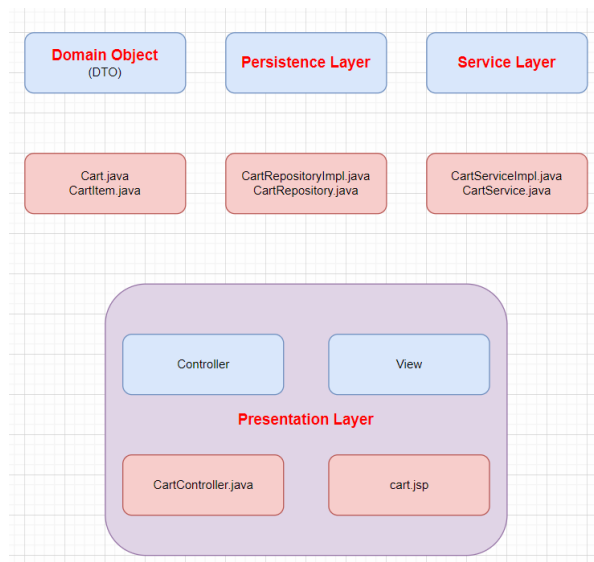 Domain Object
(DTO)
Persistence Layer
Service Layer
Cart.java
CartItem.java
CartRepositoryImpl.java
CartRepository.java
CartServiceImpl.java
CartService.java
Controller
View
Presentation Layer
CartController.java
cart.jsp